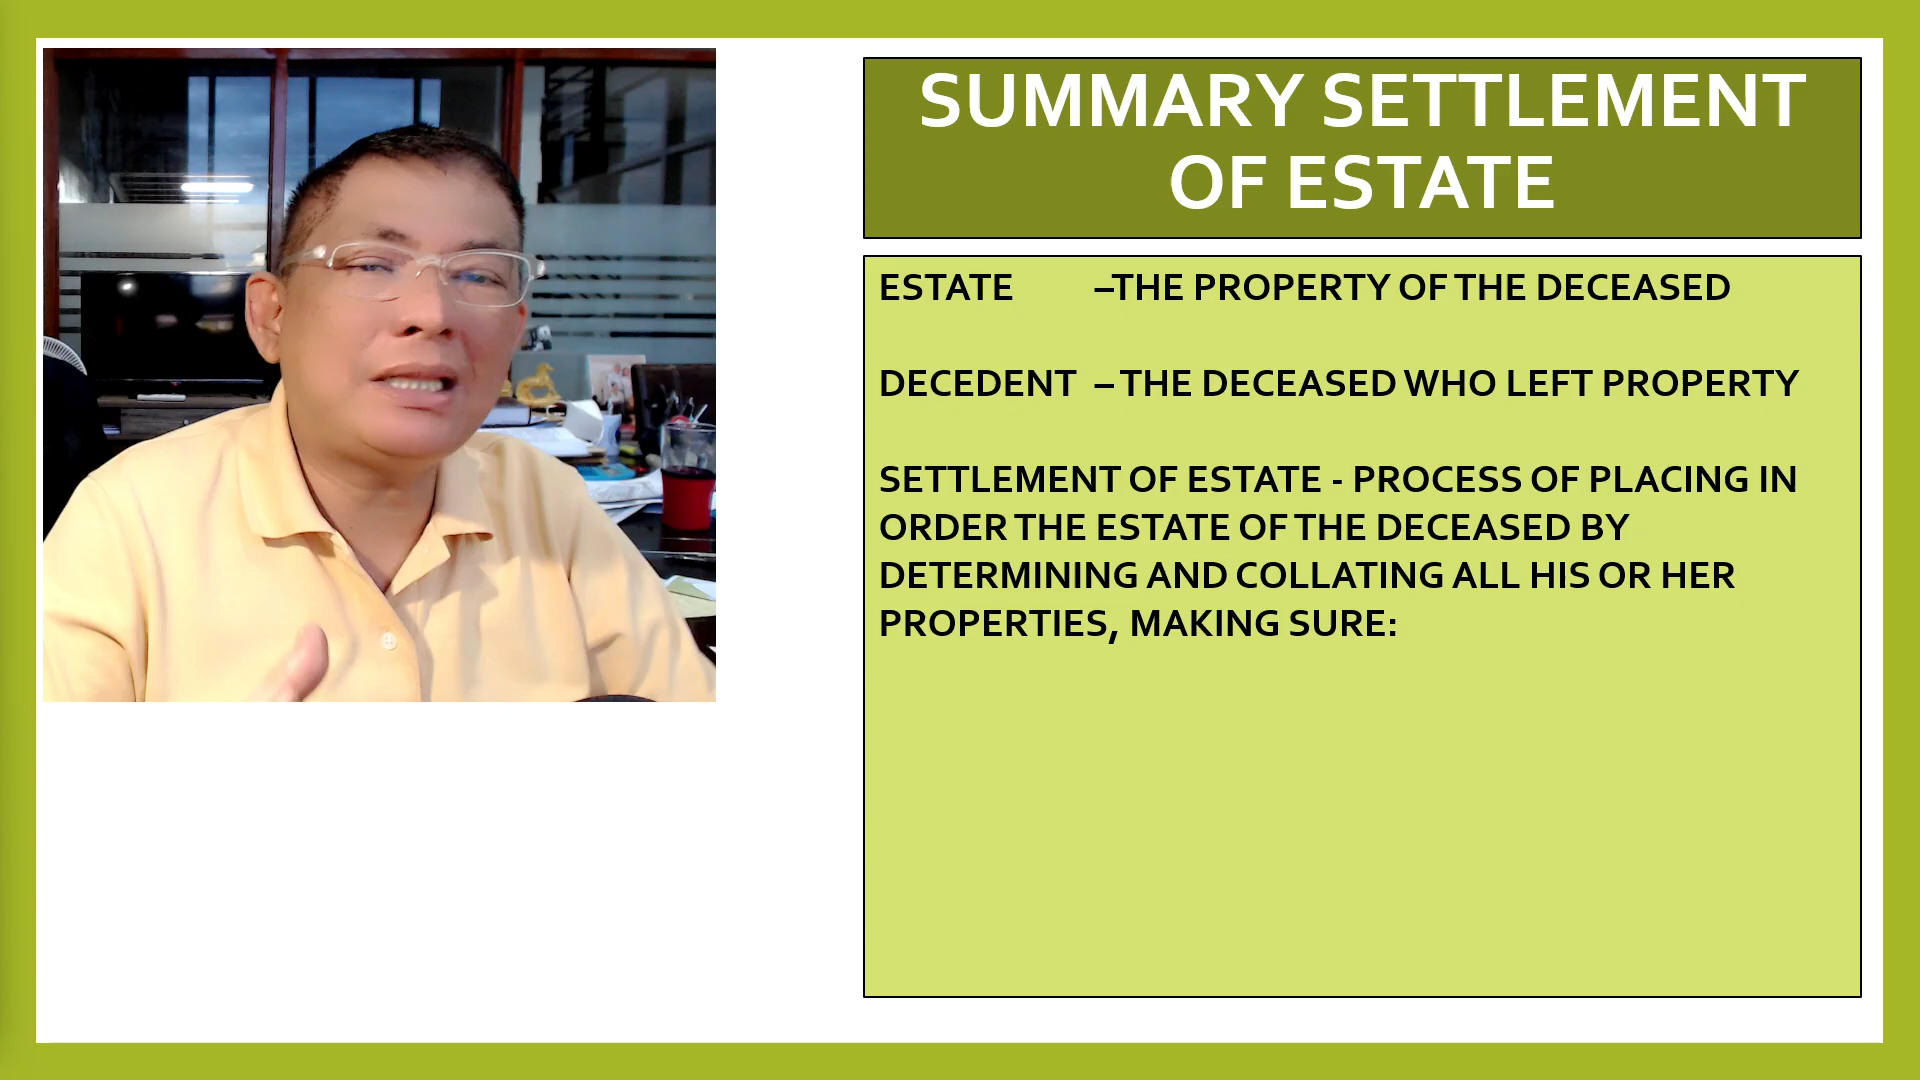 SUMMARY SETTLEMENT
OF ESTATE
ESTATE –THE PROPERTY OF THE DECEASED
DECEDENT – THE DECEASED WHO LEFT PROPERTY
SETTLEMENT OF ESTATE - PROCESS OF PLACING IN
ORDER THE ESTATE OF THE DECEASED BY
DETERMINING AND COLLATING ALL HIS OR HER
PROPERTIES, MAKING SURE: